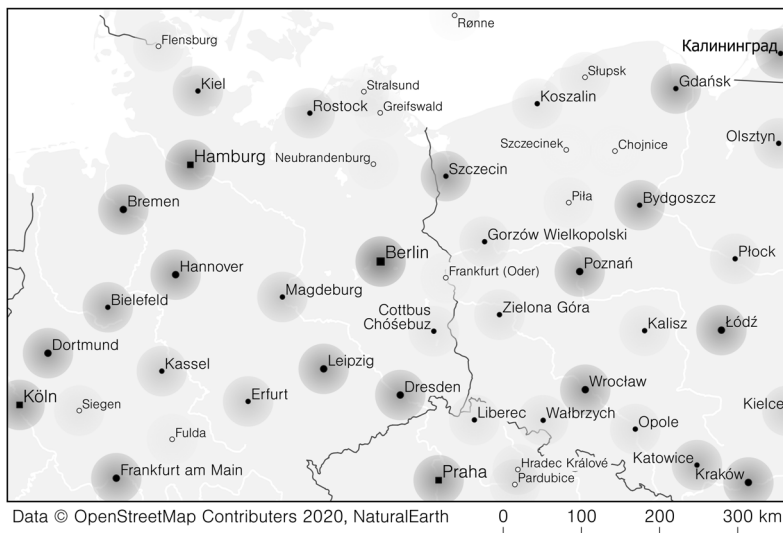 Rønne
Flensburg
Калининград
Słupsk
Kiel
Stralsund
Gdańsk
Koszalin
Rostock
Greifswald
Olsztyn
Szczecinek
Chojnice
Hamburg
Neubrandenburg
Szczecin
Bremen
Piła
Bydgoszcz
Gorzów Wielkopolski
Berlin
Płock
Hannover
Frankfurt (Oder)
Poznań
Magdeburg
Bielefeld
Cottbus
Chóśebuz
Zielona Góra
Kalisz
Łódź
Dortmund
Kassel
Leipzig
Wrocław
Dresden
Erfurt
Köln
Siegen
Kielce
Liberec
Wałbrzych
Opole
Fulda
Katowice
Hradec Králové
Frankfurt am Main
Praha
Pardubice
Kraków
Data © OpenStreetMap Contributers 2020, NaturalEarth
0 100 200 300 km